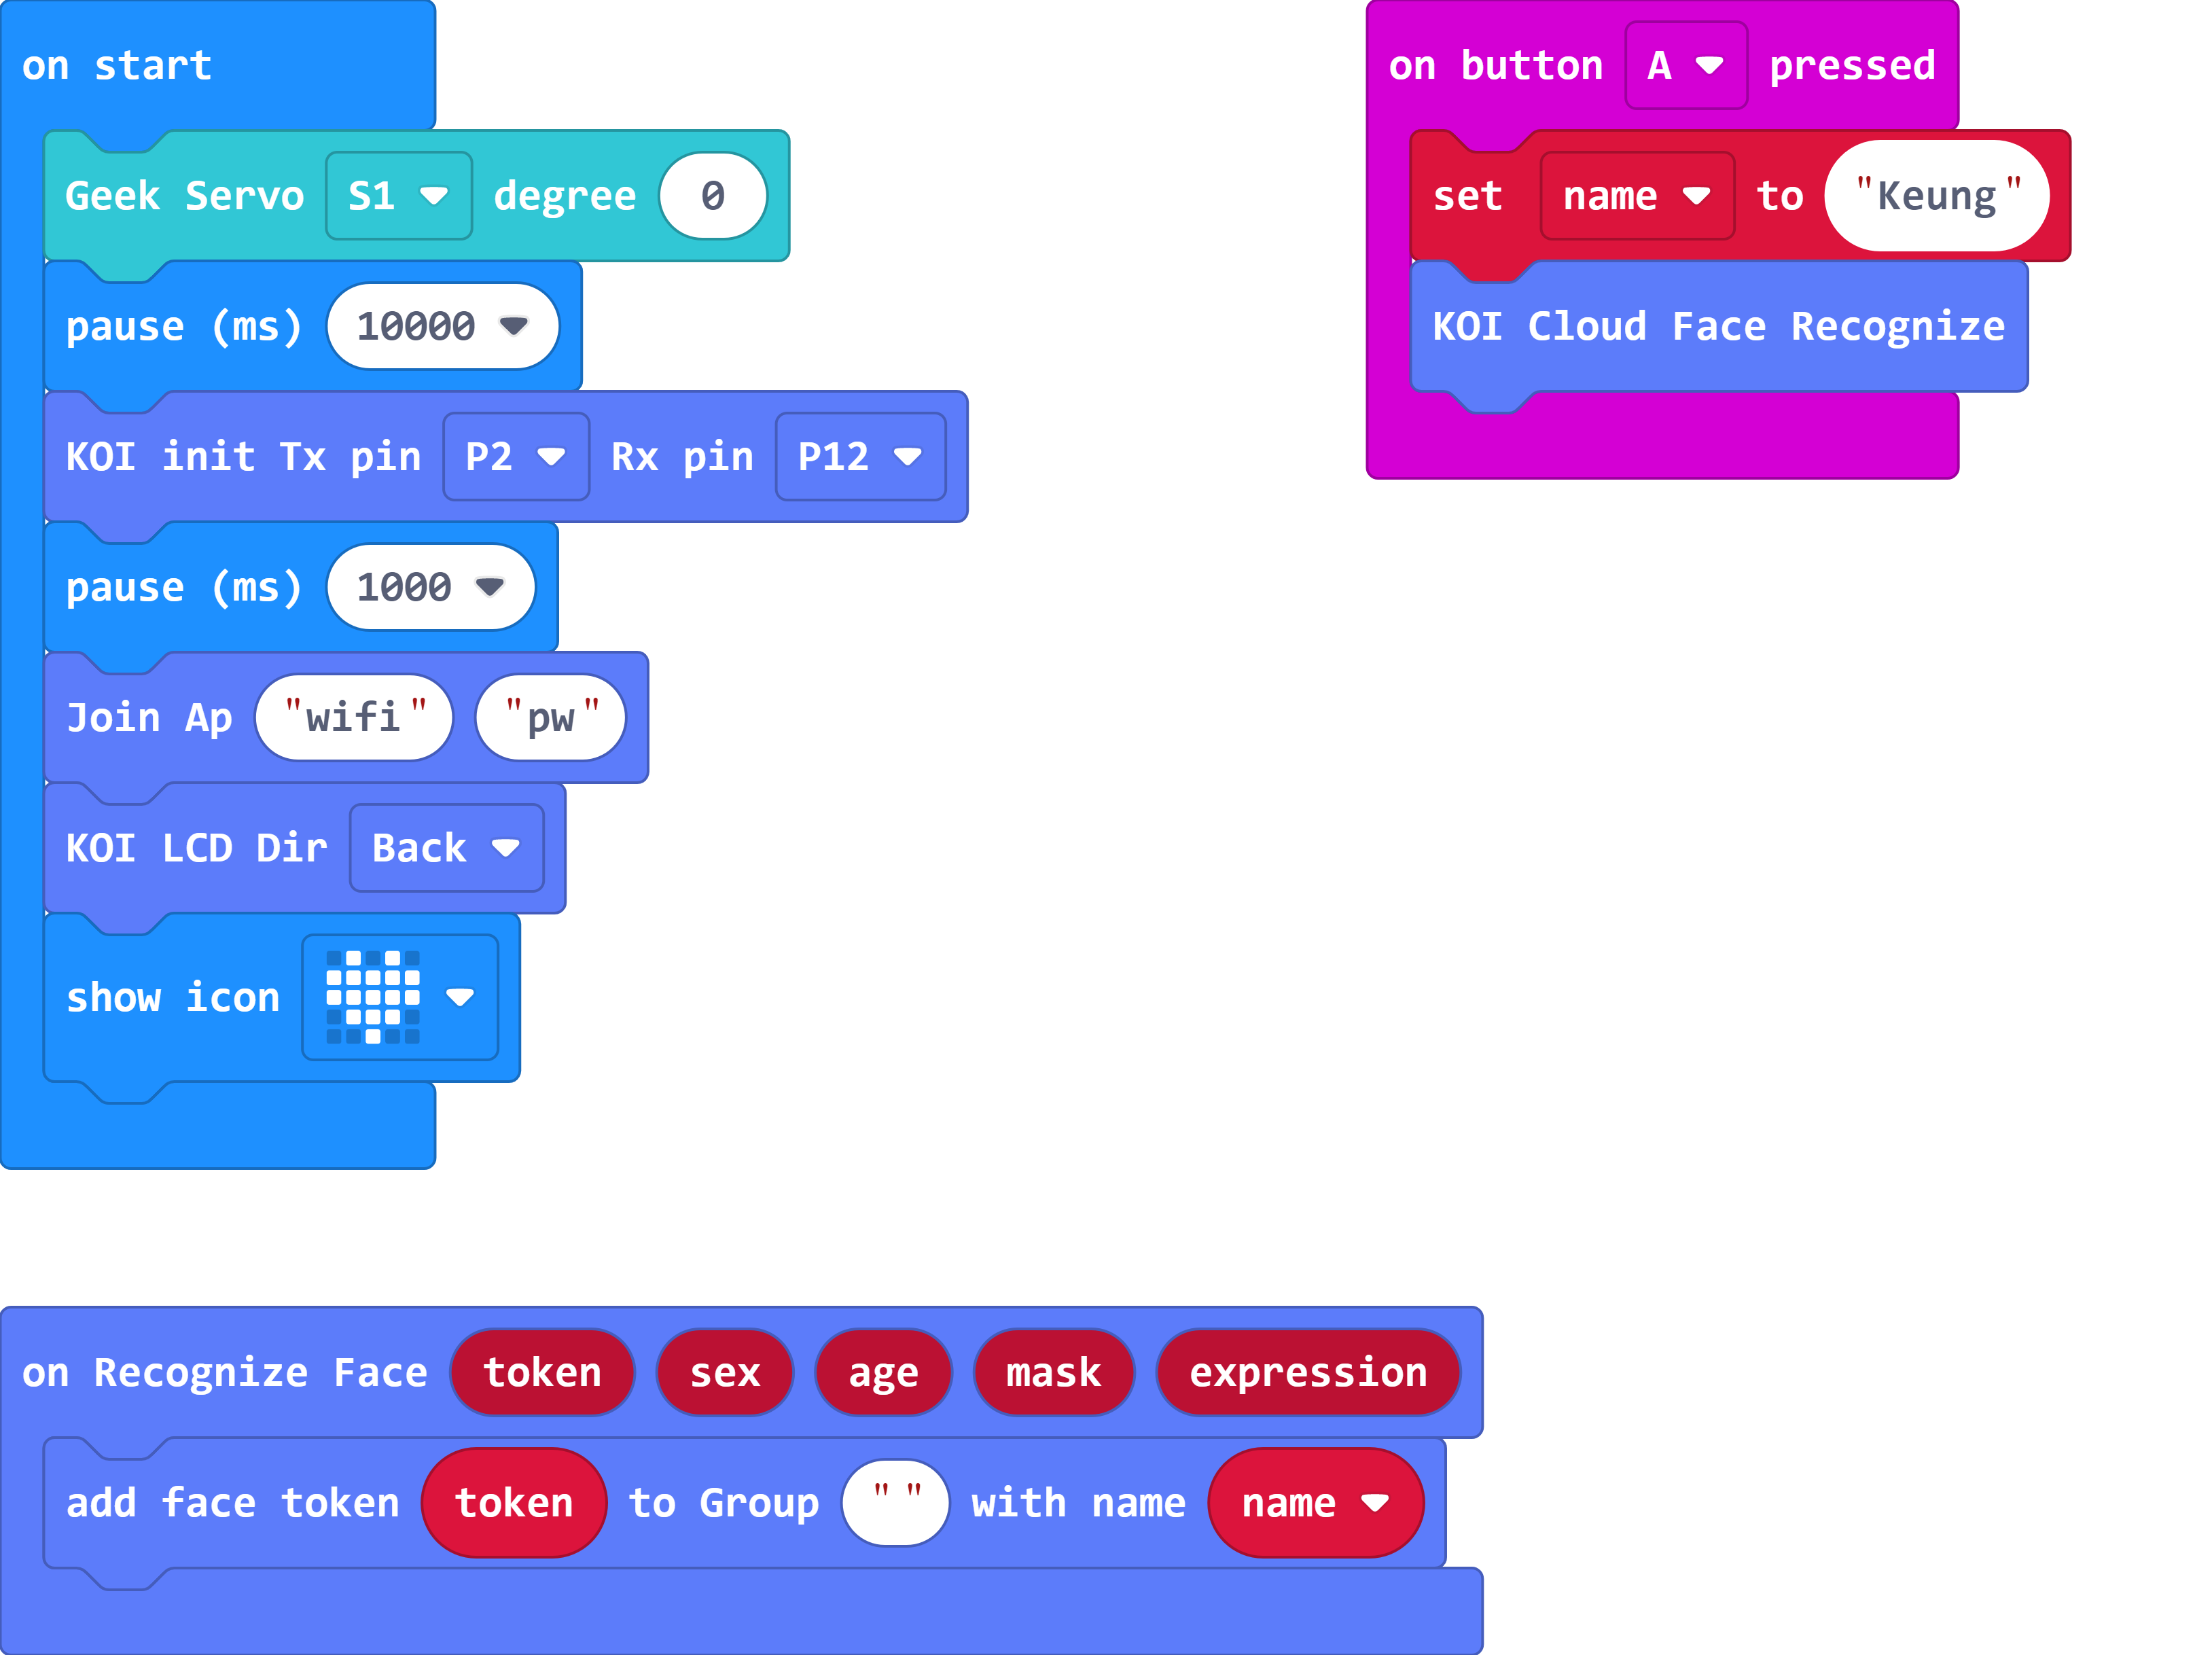 on start
Geek Servo S1 degree 0
pause (ms) 10000
KOI init Tx pin P2 Rx pin P12
pause (ms) 1000
Join Ap "wifi" "pw"
KOI LCD Dir Back
show icon
on button A pressed
set name to "Keung"
KOI Cloud Face Recognize
on Recognize Face token sex age mask expression
add face token token to Group "" with name name